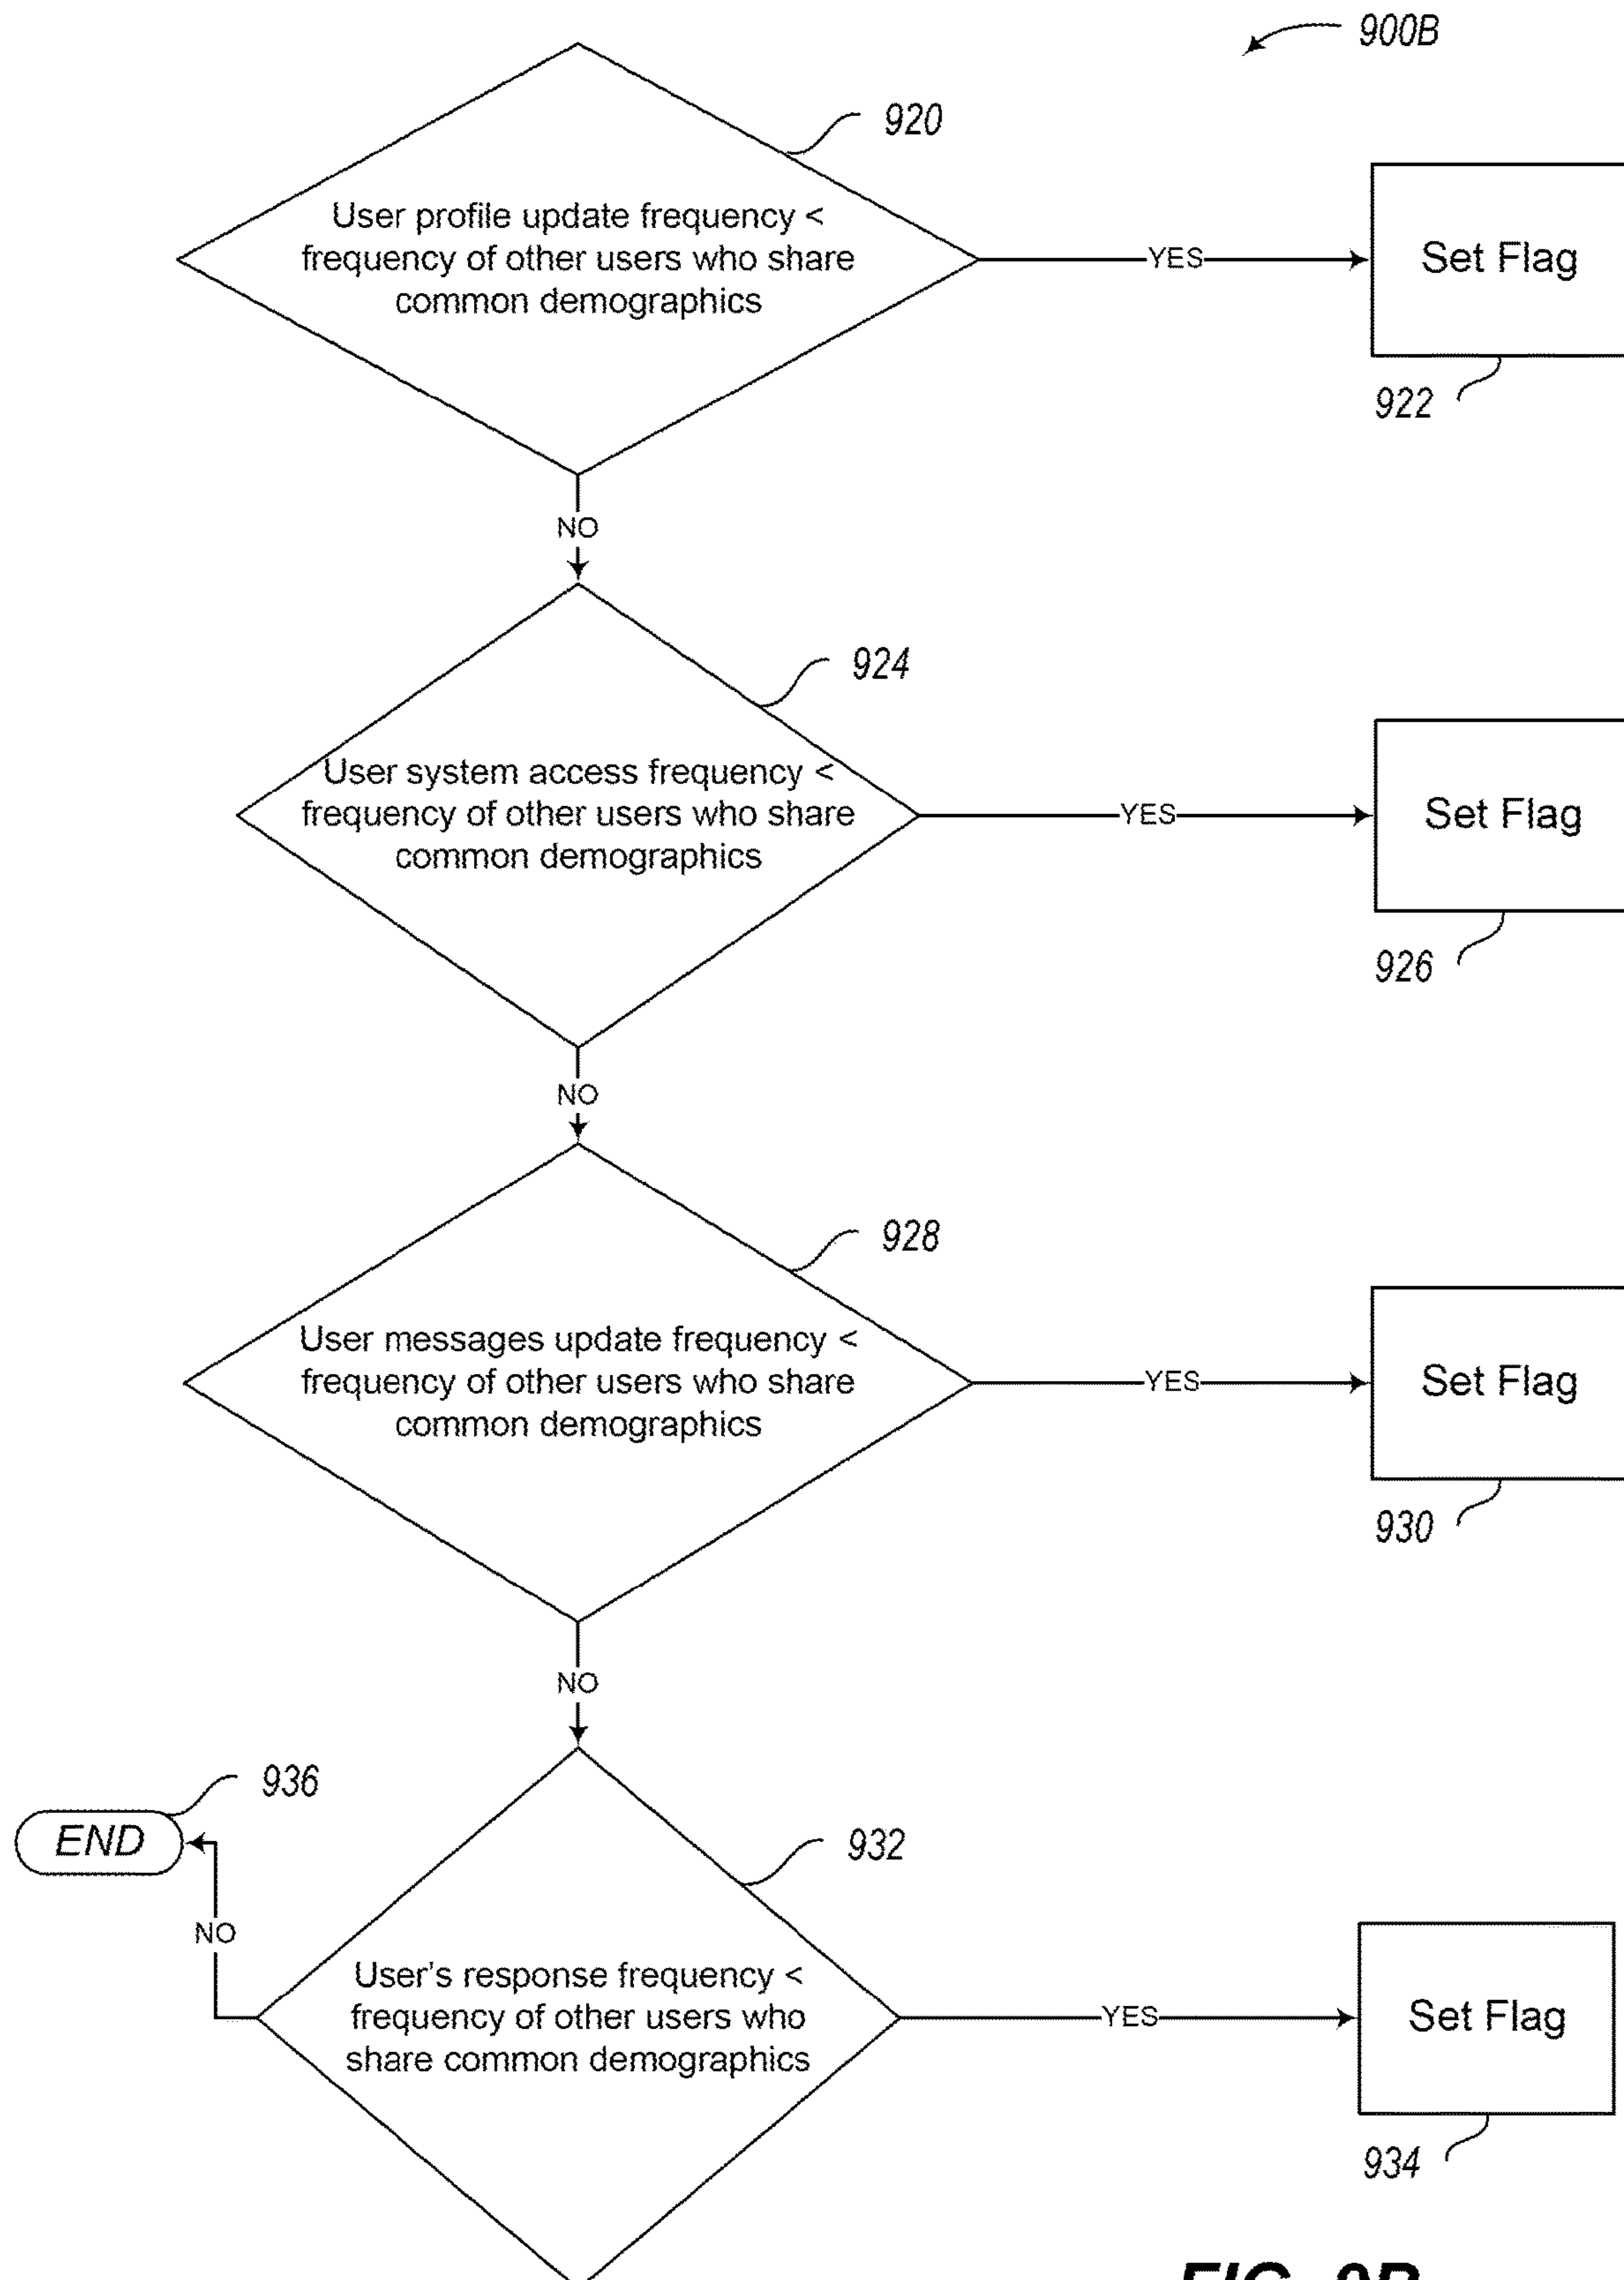 900B
920
User profile update frequency <
frequency of other users who share
common demographics
YES
Set Flag
922
NO
924
User system access frequency <
frequency of other users who share
common demographics
YES
Set Flag
926
NO
928
User messages update frequency <
frequency of other users who share
common demographics
YES
Set Flag
930
NO
936
END
NO
932
User's response frequency <
frequency of other users who
share common demographics
YES
Set Flag
934
FIG. 9B